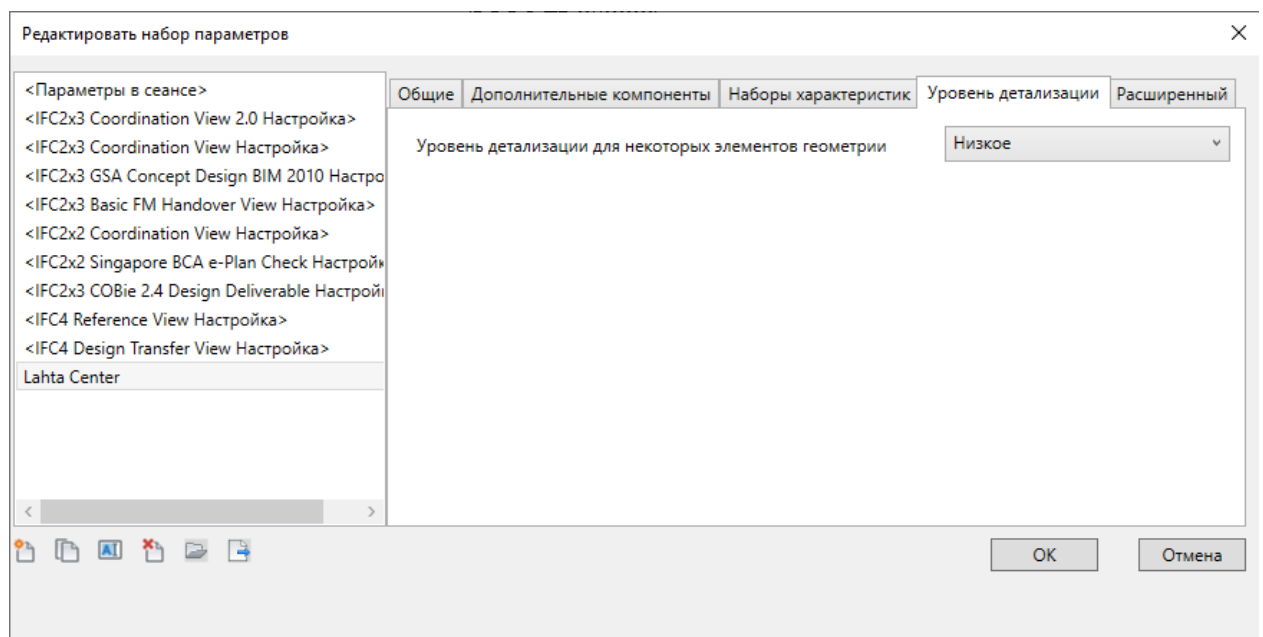 Редактировать набор параметров
<Параметры в сеансе>
<IFC2x3 Coordination View 2.0 Настройка>
<IFC2x3 Coordination View Настройка>
<IFC2x3 GSA Concept Design BIM 2010 Настро
<IFC2x3 Basic FM Handover View Настройка>
<IFC2x2 Coordination View Настройка>
<IFC2x2 Singapore BCA e-Plan Check Настройк
<IFC2x3 COBie 2.4 Design Deliverable Настрой
<IFC4 Reference View Настройка>
<IFC4 Design Transfer View Настройка>
Lahta Center
Общие Дополнительные компоненты Наборы характеристик Уровень детализации Расширенный
Уровень детализации для некоторых элементов геометрии Низкое
AI
OK Отмена